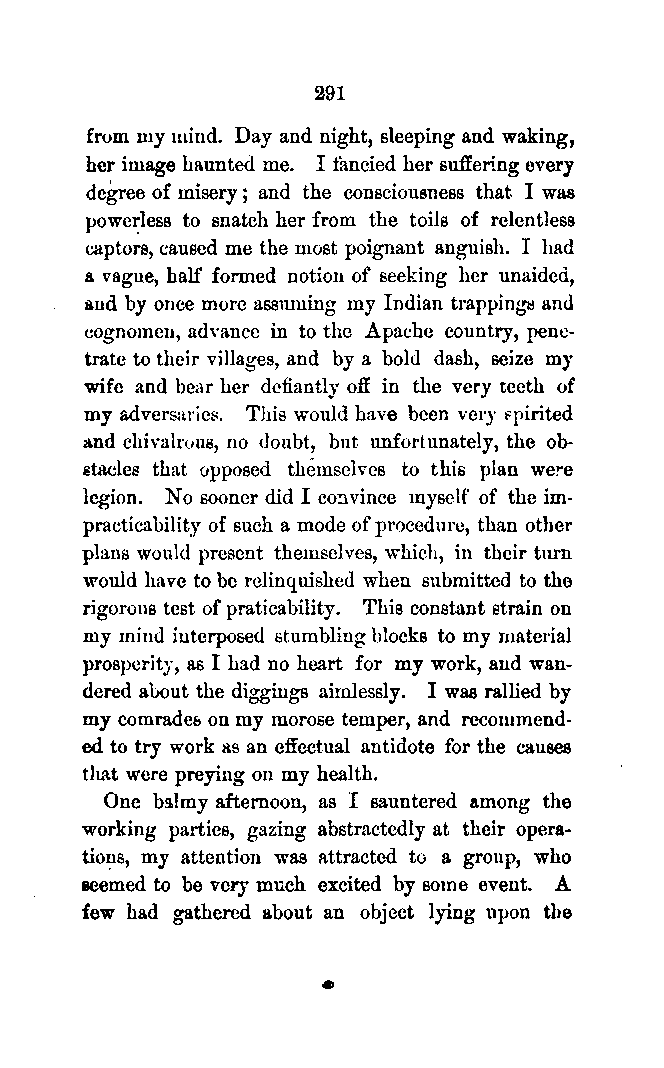 291
from my mind. Day and night, sleeping and waking,
her image haunted me. I fancied her suffering every
degree of misery; and the consciousness that I was
powerless to snatch her from the toils of relentless
captors, caused me the most poignant anguish. I had
a vague, half formed notion of seeking her unaided,
and by once more assuming my Indian trappings and
cognomen, advance in to the Apache country, pene-
trate to their villages, and by a bold dash, seize my
wife and bear her defiantly off in the very teeth of
my adversaries. This would have been very spirited
and chivalrous, no doubt, but unfortunately, the ob-
stacles that opposed themselves to this plan were
legion. No sooner did I convince myself of the im-
practicability of such a mode of procedure, than other
plans would present themselves, which, in their turn
would have to be relinquished when submitted to the
rigorous test of praticability. This constant strain on
my mind interposed stumbling blocks to my material
prosperity, as I had no heart for my work, and wan-
dered about the diggings aimlessly. I was rallied by
my comrades on my morose temper, and recommend-
ed to try work as an effectual antidote for the causes
that were preying on my health.
One balmy afternoon, as I sauntered among the
working parties, gazing abstractedly at their opera-
tions, my attention was attracted to a group, who
seemed to be very much excited by some event. A
few had gathered about an object lying upon the